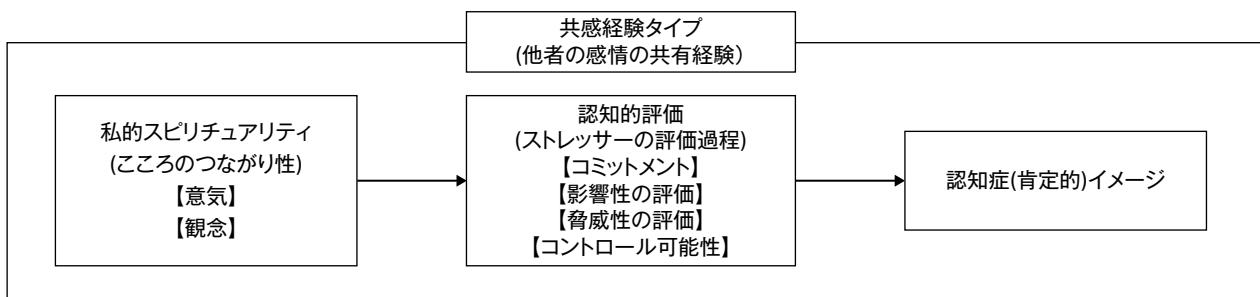 共感経験タイプ
(他者の感情の共有経験）
私的スピリチュアリティ
(こころのつながり性)
【意気】
【観念】
認知的評価
(ストレッサーの評価過程)
【コミットメント】
【影響性の評価】
【脅威性の評価】
【コントロール可能性】
認知症(肯定的)イメージ